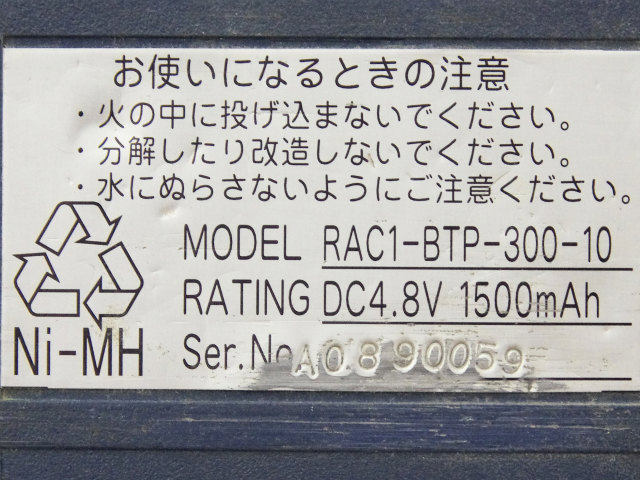 お使いになるときの注意
・火の中に投げ込まないでください。
・分解したり改造しないでください。
・水にぬらさないようにご注意ください。
MODEL RAC1-BTP-300-10
RATING DC4.8V 1500mAh
Ni-MH Ser.No A0890059